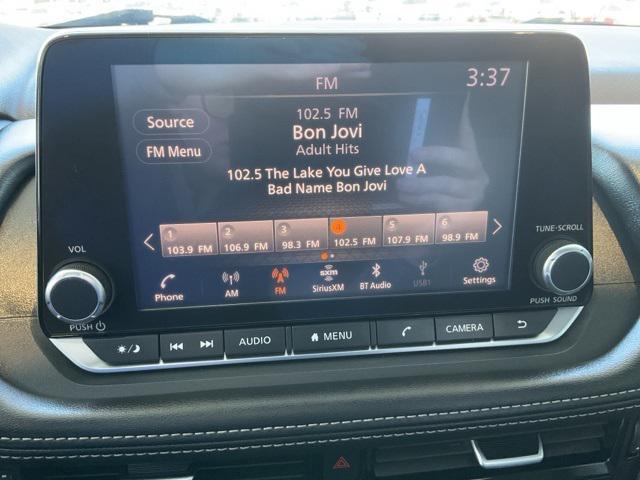 FM
3:37
Source
FM Menu
102.5 FM
Bon Jovi
Adult Hits
102.5 The Lake You Give Love A
Bad Name Bon Jovi
1 2 3 4 5 6
103.9 FM 106.9 FM 98.3 FM 102.5 FM 107.9 FM 98.9 FM
sxm
Phone AM FM SiriusXM BT Audio USB1 Settings
VOL
PUSH
TUNE·SCROLL
PUSH SOUND
AUDIO MENU CAMERA